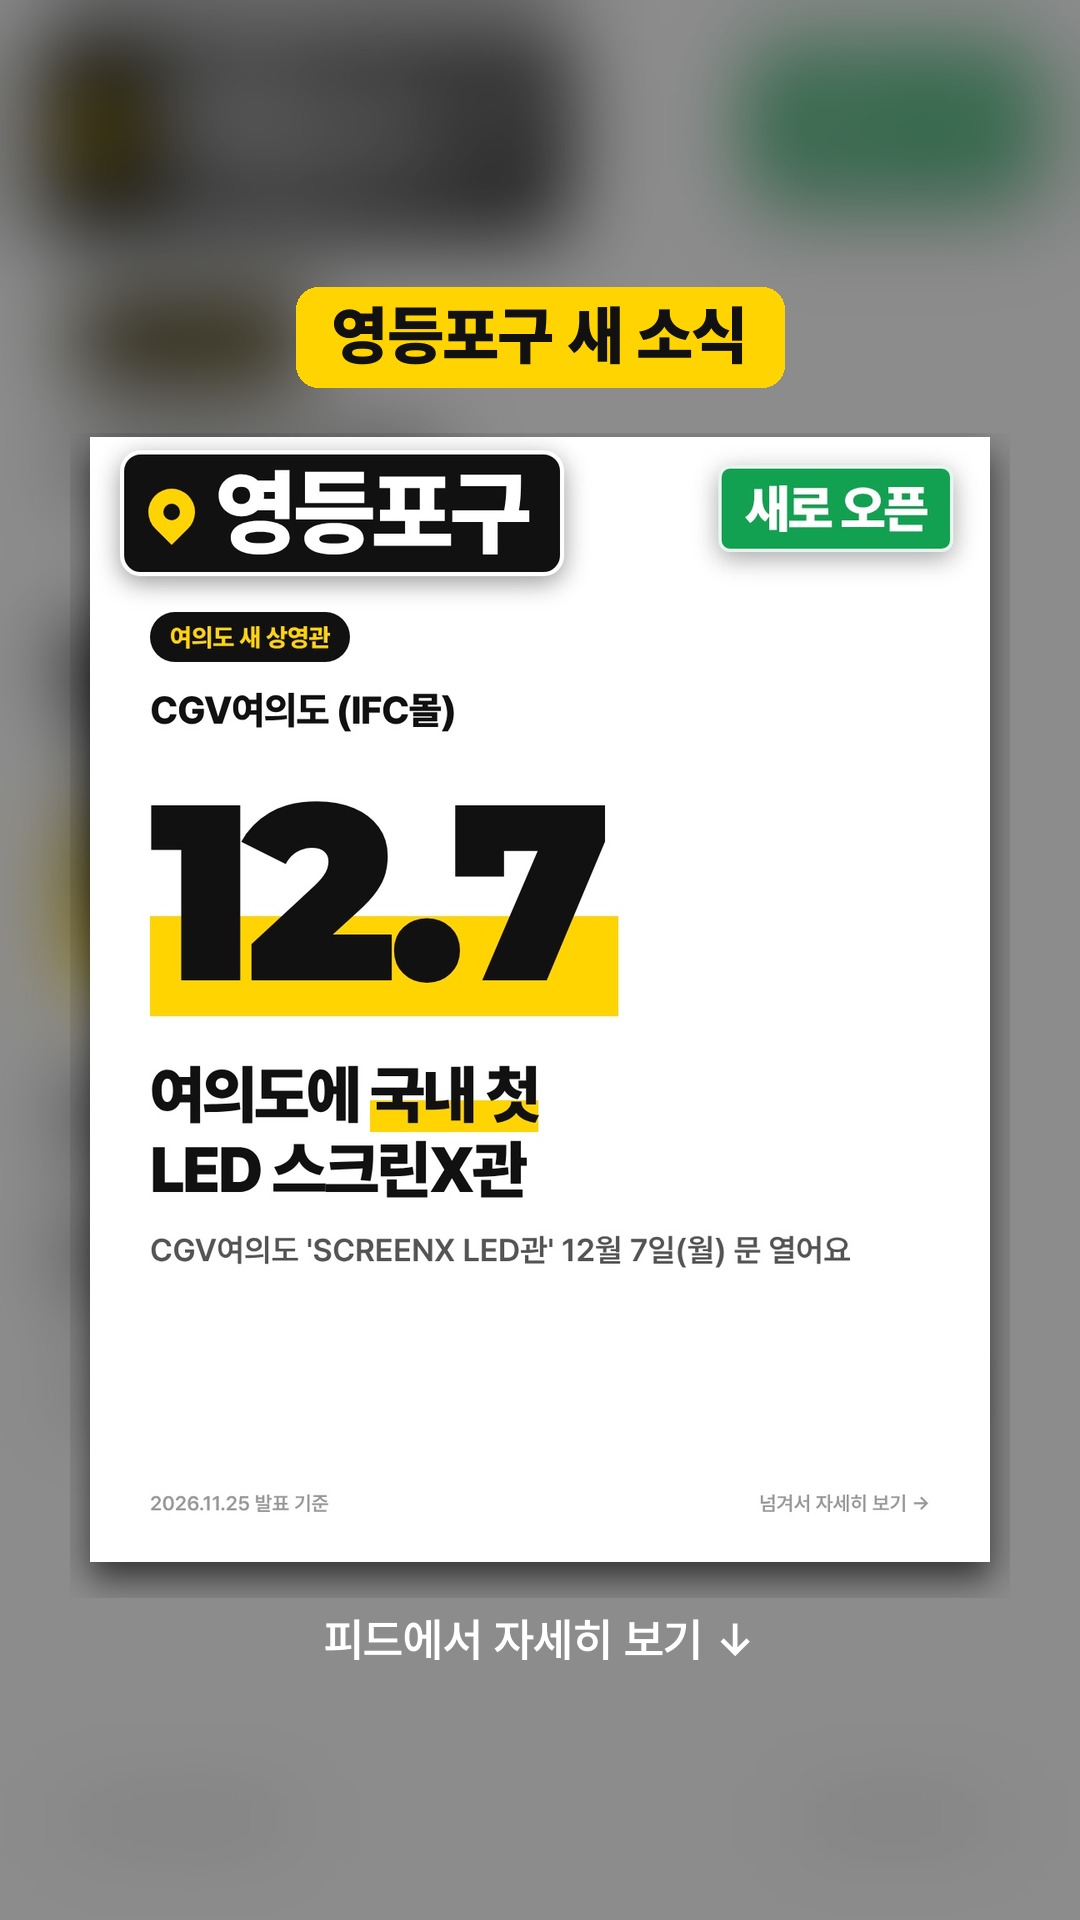 영등포구 새 소식
영등포구
새로 오픈
여의도 새 상영관
CGV여의도 (IFC몰)
12.7
여의도에 국내 첫
LED 스크린X관
CGV여의도 'SCREENX LED관' 12월 7일(월) 문 열어요
2026.11.25 발표 기준
넘겨서 자세히 보기 →
피드에서 자세히 보기 ↓